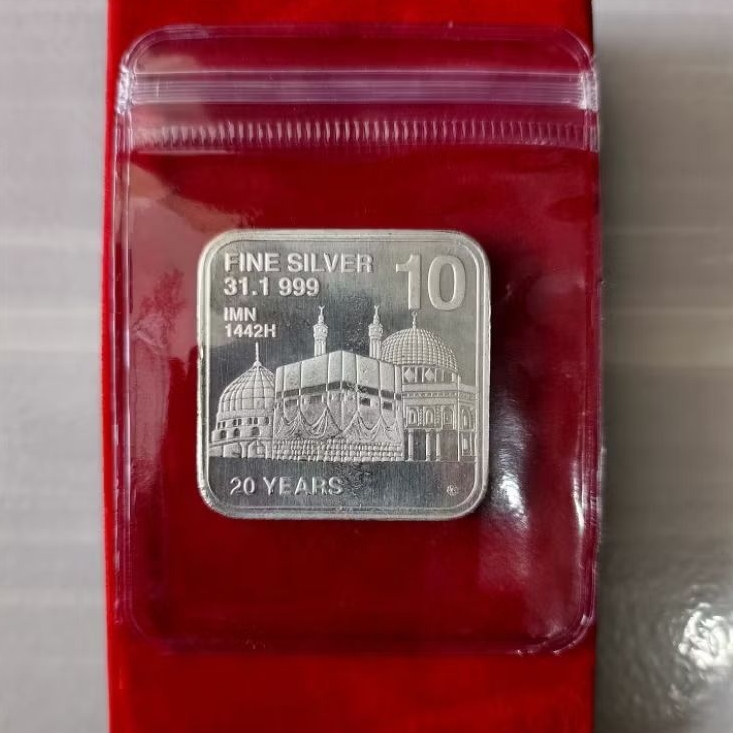 FINE SILVER 10
31.1 999
IMN
1442H
20 YEARS